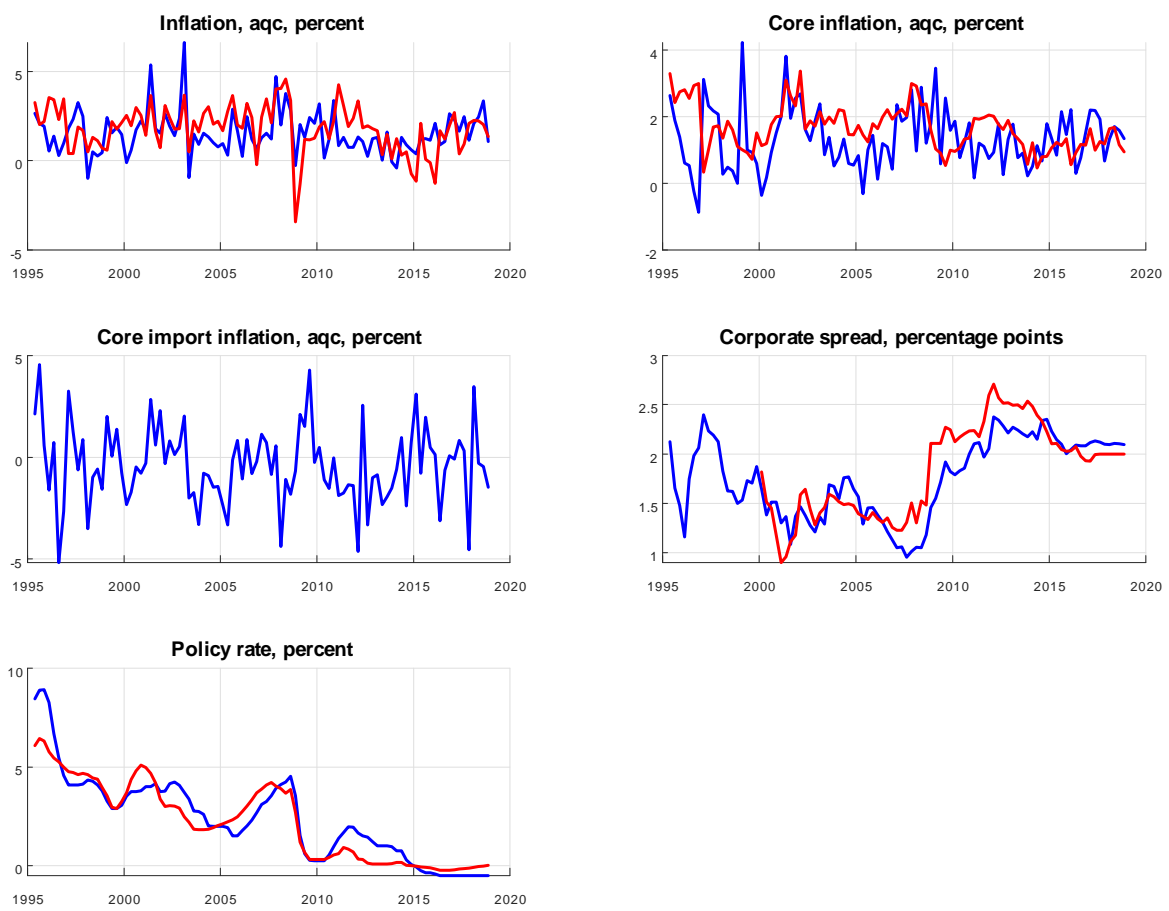 Inflation, aqc, percent
5
0
-5
1995 2000 2005 2010 2015 2020
Core inflation, aqc, percent
4
2
0
-2
1995 2000 2005 2010 2015 2020
Core import inflation, aqc, percent
5
0
-5
1995 2000 2005 2010 2015 2020
Corporate spread, percentage points
3
2.5
2
1.5
1
1995 2000 2005 2010 2015 2020
Policy rate, percent
10
5
0
1995 2000 2005 2010 2015 2020